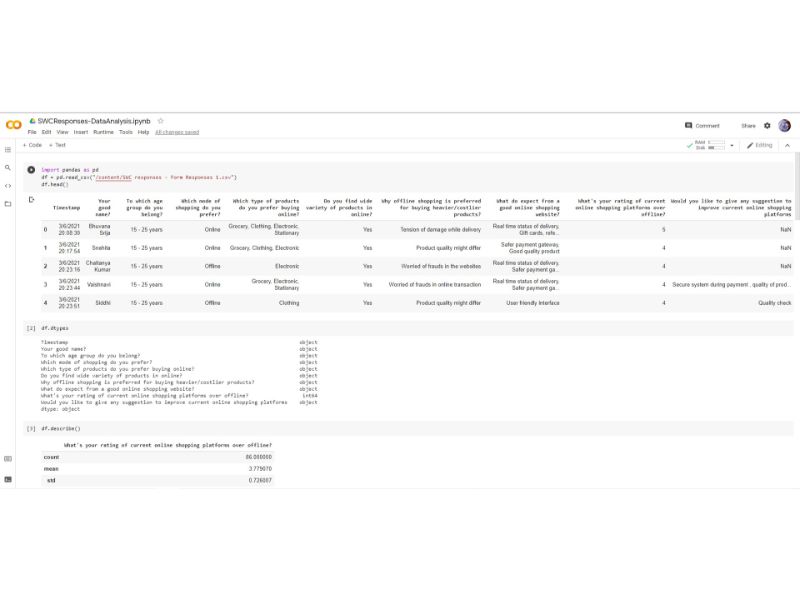 SWCResponses-DataAnalysis.ipynb
File Edit View Insert Runtime Tools Help All changes saved
Comment Share
+ Code + Text
RAM
Disk
Editing
import pandas as pd
df = pd.read_csv("/content/SWC responses - Form Responses 1.csv")
df.head()
Timestamp Your good name? To which age group do you belong? Which mode of shopping do you prefer? Which type of products do you prefer buying online? Do you find wide variety of products in online? Why offline shopping is preferred for buying heavier/costlier products? What do expect from a good online shopping website? What's your rating of current online shopping platforms over offline? Would you like to give any suggestion to improve current online shopping platforms
0 3/6/2021 20:08:39 Bhuvana Srija 15 - 25 years Online Grocery, Clothing, Electronic, Stationary Yes Tension of damage while delivery Real time status of delivery, Gift cards, refe... 5 NaN
1 3/6/2021 20:17:54 Snehita 15 - 25 years Online Grocery, Clothing, Electronic Yes Product quality might differ Safer payment gateway, Good quality product 4 NaN
2 3/6/2021 20:23:16 Chaitanya Kumar 15 - 25 years Offline Electronic Yes Worried of frauds in the websites Real time status of delivery, Safer payment ga... 4 NaN
3 3/6/2021 20:23:44 Vaishnavi 15 - 25 years Online Grocery, Electronic, Stationary Yes Worried of frauds in online transaction Real time status of delivery, Safer payment ga... 4 Secure system during payment , quality of prod...
4 3/6/2021 20:23:51 Siddhi 15 - 25 years Offline Clothing Yes Product quality might differ User friendly interface 4 Quality check
[2] df.dtypes
Timestamp object
Your good name? object
To which age group do you belong? object
Which mode of shopping do you prefer? object
Which type of products do you prefer buying online? object
Do you find wide variety of products in online? object
Why offline shopping is preferred for buying heavier/costlier products? object
What do expect from a good online shopping website? object
What's your rating of current online shopping platforms over offline? int64
Would you like to give any suggestion to improve current online shopping platforms object
dtype: object
[3] df.describe()
What's your rating of current online shopping platforms over offline?
count 86.000000
mean 3.779070
std 0.726007